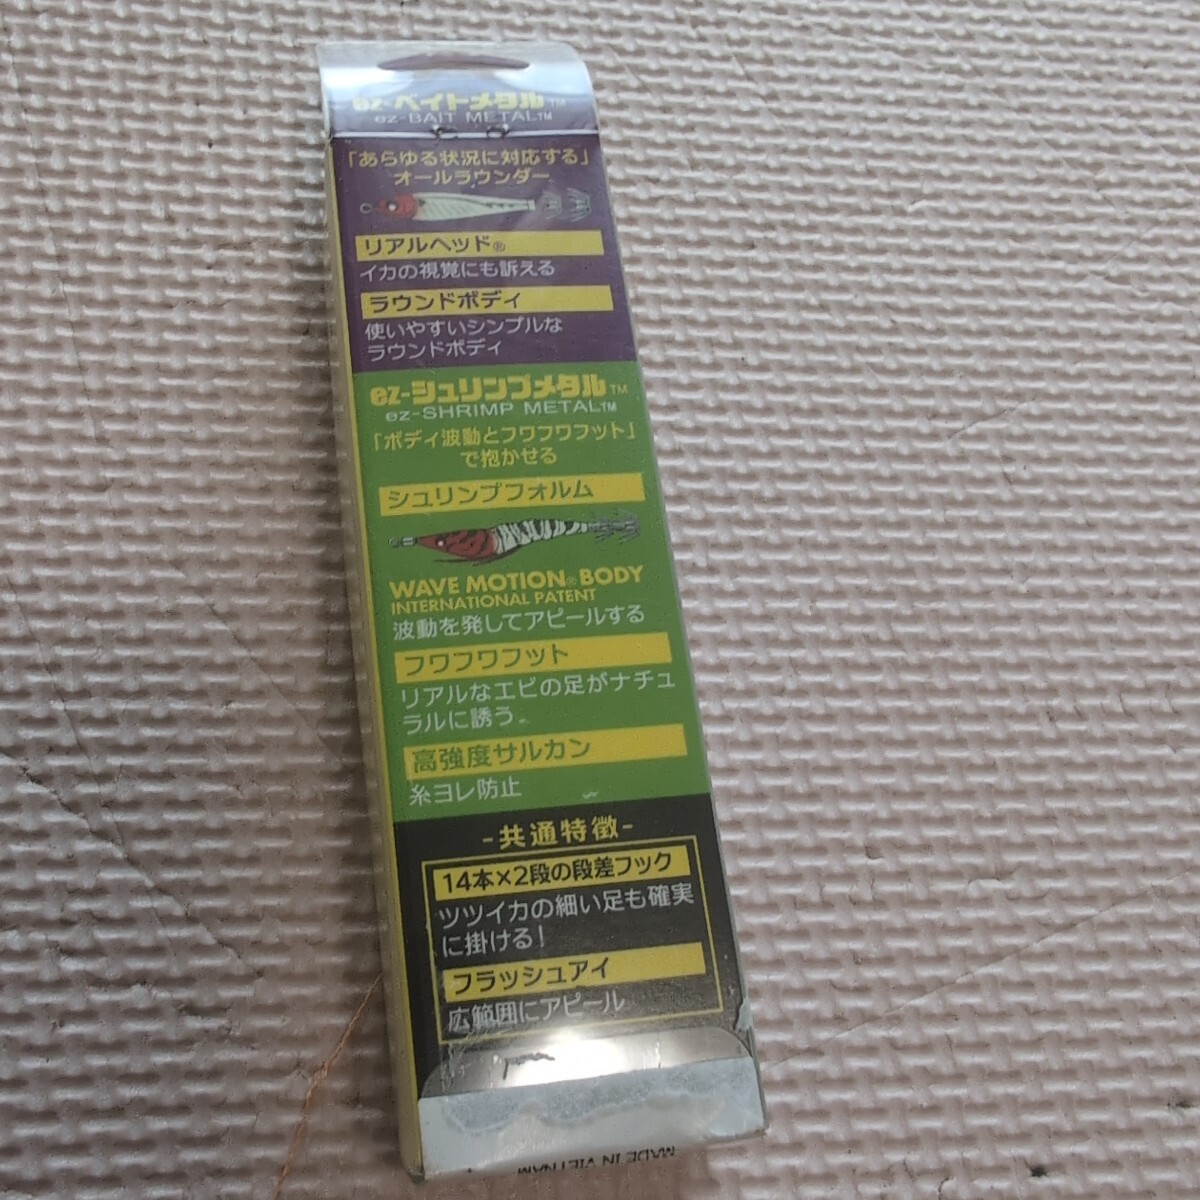 ez-ベイトメタル™
ez-BAIT METAL™
「あらゆる状況に対応する」
オールラウンダー
リアルヘッド®
イカの視覚にも訴える
ラウンドボディ
使いやすいシンプルな
ラウンドボディ
ez-シュリンプメタル™
ez-SHRIMP METAL™
「ボディ波動とフワフワフット」
で抱かせる
シュリンプフォルム
WAVE MOTION® BODY
INTERNATIONAL PATENT
波動を発してアピールする
フワフワフット
リアルなエビの足がナチュ
ラルに誘う。
高強度サルカン
糸ヨレ防止
-共通特徴-
14本×2段の段差フック
ツツイカの細い足も確実
に掛ける!
フラッシュアイ
広範囲にアピール
MADE IN VIETNAM